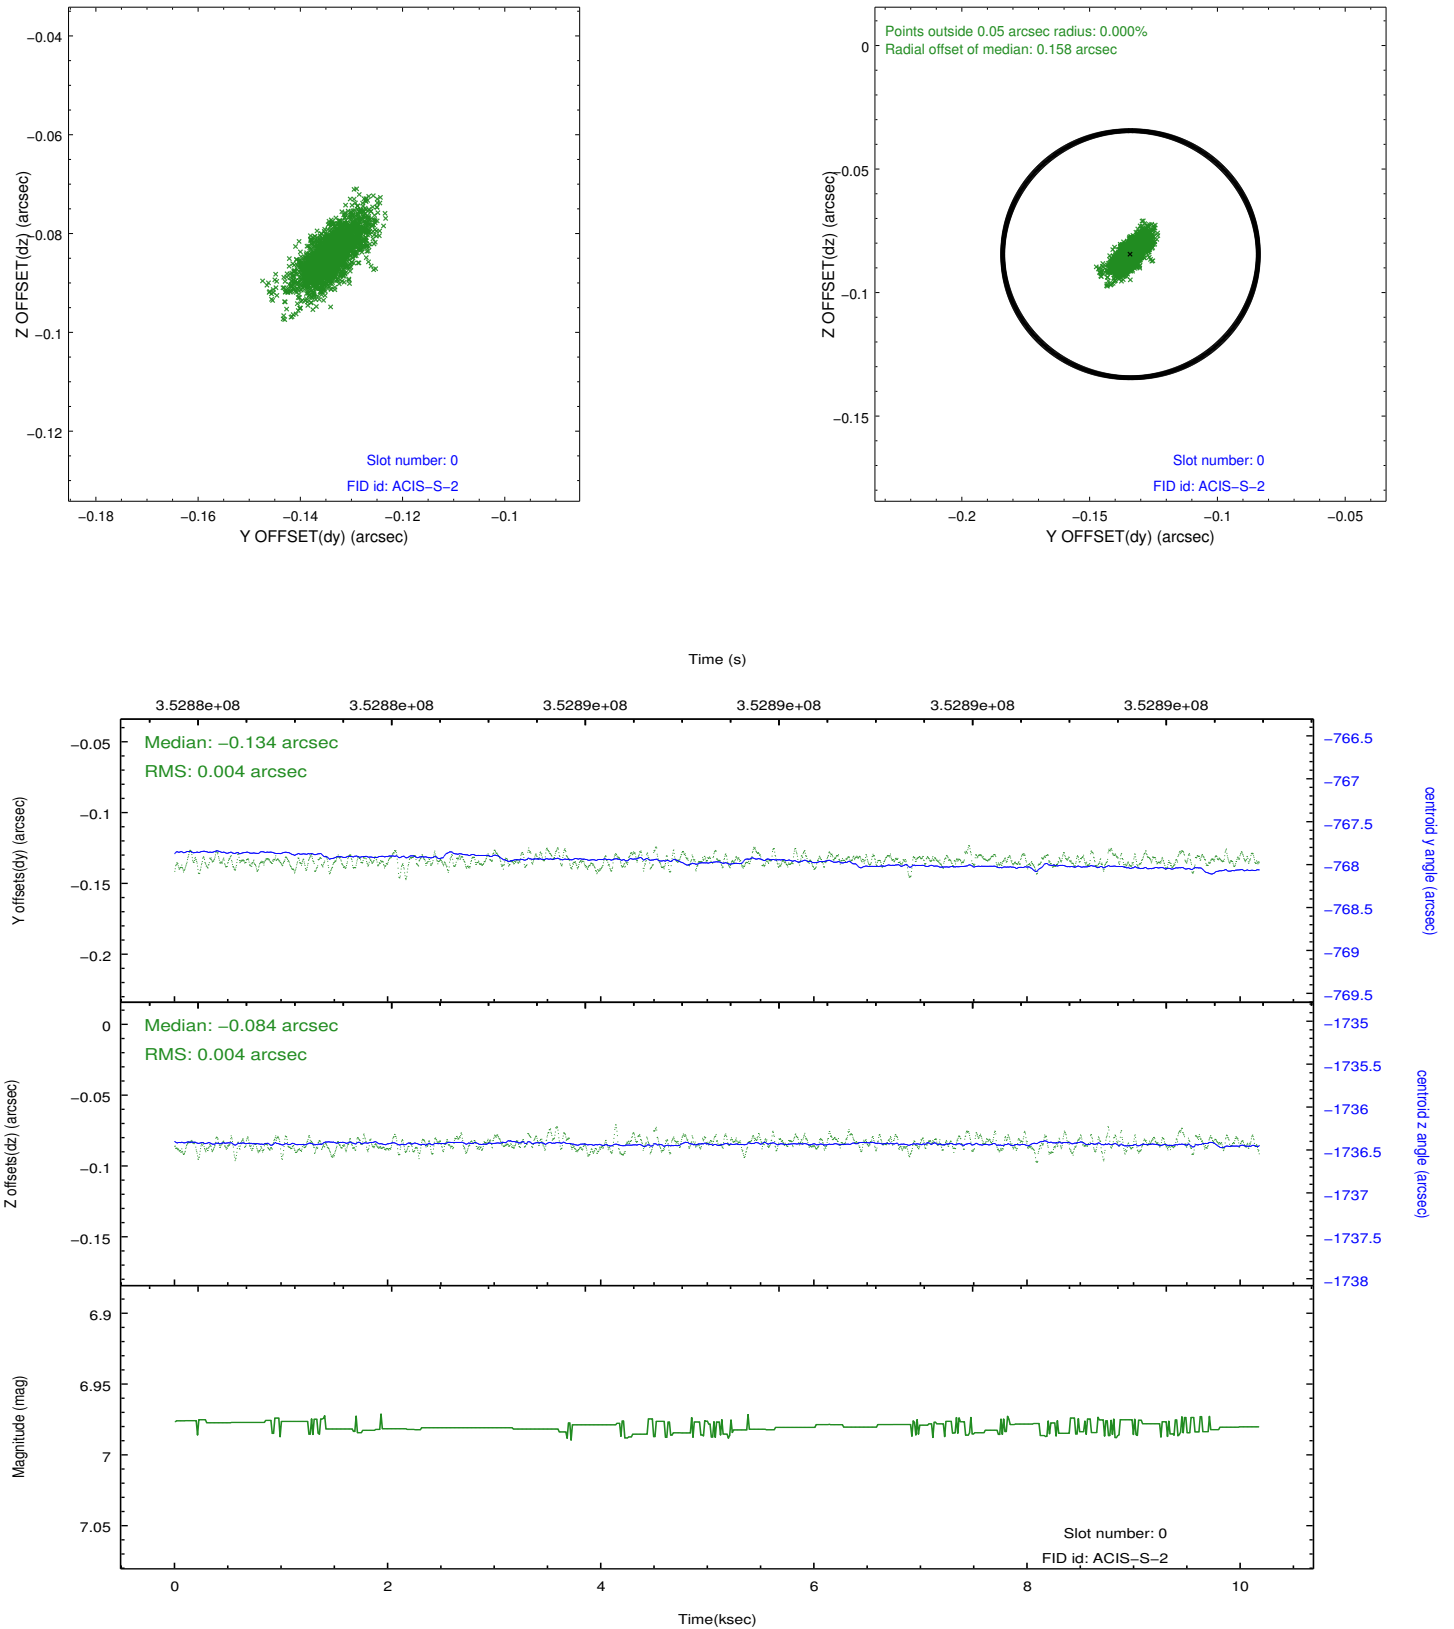 −0.04
−0.06
−0.08
−0.1
−0.12
Z OFFSET(dz) (arcsec)
Slot number: 0
FID id: ACIS−S−2
−0.18
−0.16
−0.14
−0.12
−0.1
Y OFFSET(dy) (arcsec)
Points outside 0.05 arcsec radius: 0.000%
Radial offset of median: 0.158 arcsec
0
−0.05
−0.1
−0.15
Z OFFSET(dz) (arcsec)
Slot number: 0
FID id: ACIS−S−2
−0.2
−0.15
−0.1
−0.05
Y OFFSET(dy) (arcsec)
Time (s)
3.5288e+08
3.5288e+08
3.5289e+08
3.5289e+08
3.5289e+08
3.5289e+08
Median: −0.134 arcsec
RMS: 0.004 arcsec
−0.05
−0.1
−0.15
−0.2
Y offsets(dy) (arcsec)
−766.5
−767
−767.5
−768
−768.5
−769
−769.5
centroid y angle (arcsec)
Median: −0.084 arcsec
RMS: 0.004 arcsec
0
−0.05
−0.1
−0.15
Z offsets(dz) (arcsec)
−1735
−1735.5
−1736
−1736.5
−1737
−1737.5
−1738
centroid z angle (arcsec)
6.9
6.95
7
7.05
Magnitude (mag)
Slot number: 0
FID id: ACIS−S−2
0
2
4
6
8
10
Time(ksec)